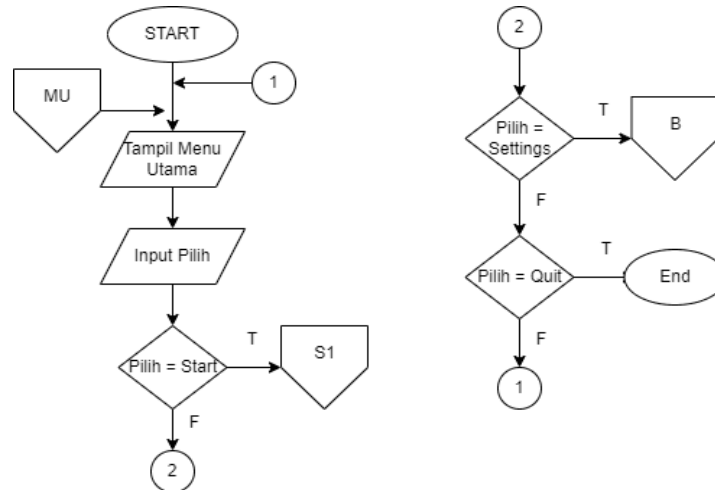 START
1
MU
Tampil Menu
Utama
Input Pilih
Pilih = Start
T
S1
F
2
2
Pilih =
Settings
T
B
F
Pilih = Quit
T
End
F
1